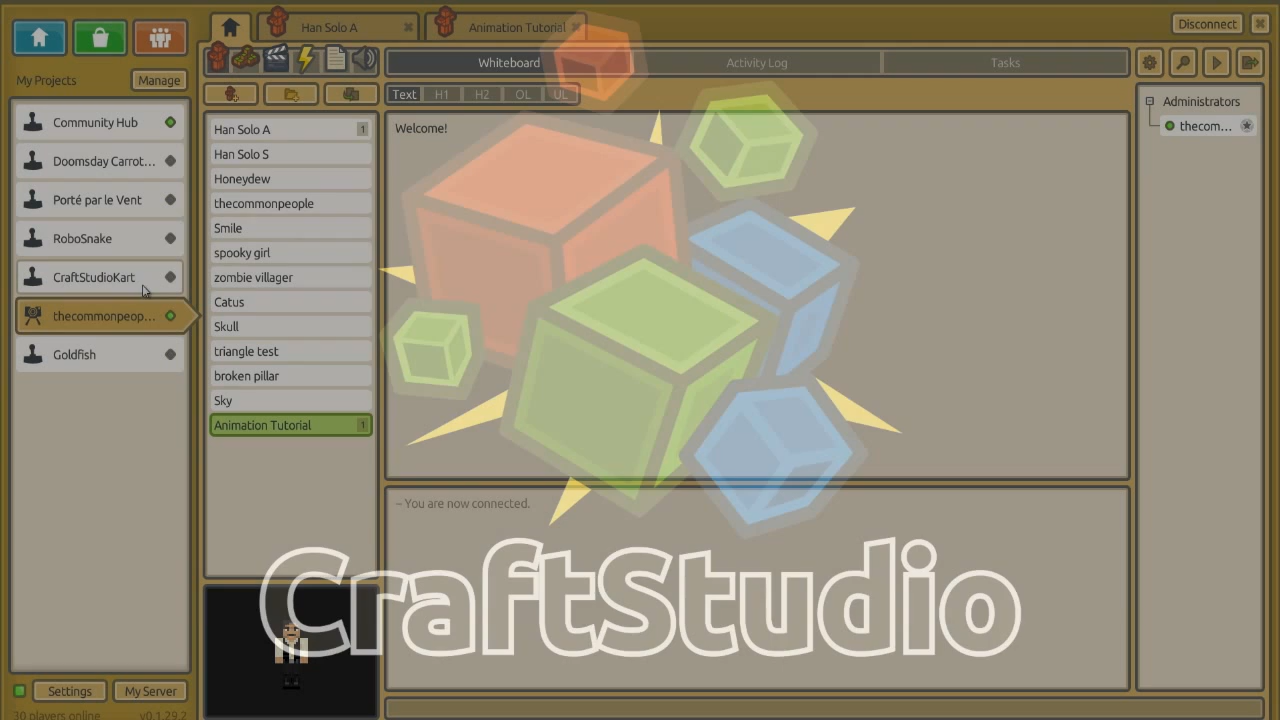 Han Solo A
Animation Tutorial
Disconnect
My Projects
Manage
Whiteboard
Activity Log
Tasks
Text
H1
H2
OL
UL
Community Hub
Doomsday Carrot...
Porté par le Vent
RoboSnake
CraftStudioKart
thecommonpeop...
Goldfish
Han Solo A 1
Han Solo S
Honeydew
thecommonpeople
Smile
spooky girl
zombie villager
Catus
Skull
triangle test
broken pillar
Sky
Animation Tutorial 1
Welcome!
– You are now connected.
Administrators
thecom...
CraftStudio
Settings
My Server
30 players online
v0.1.29.2